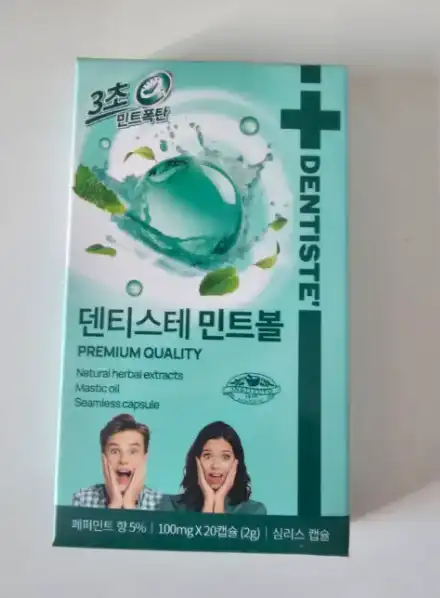 3초
민트폭탄
DENTISTE'
덴티스테 민트볼
PREMIUM QUALITY
Natural herbal extracts
Mastic oil
Seamless capsule
페퍼민트 향 5% | 100mg X 20캡슐 (2g) | 심리스 캡슐